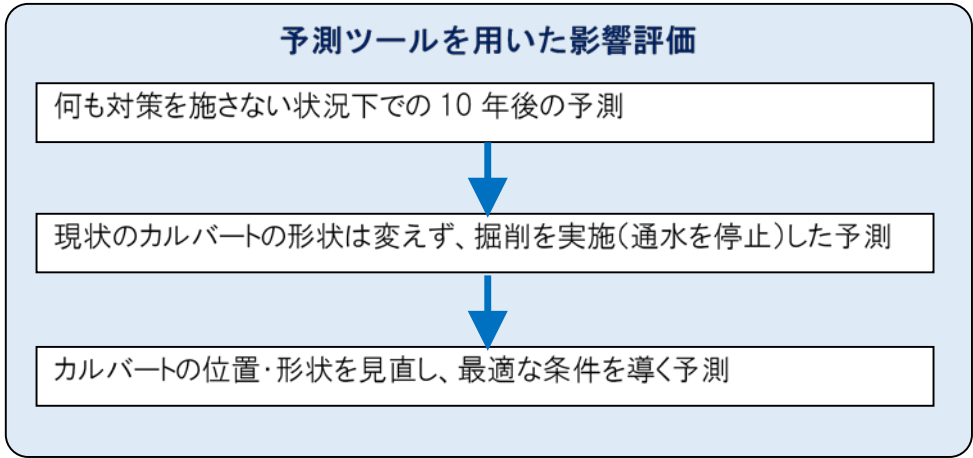 予測ツールを用いた影響評価
何も対策を施さない状況下での 10 年後の予測
現状のカルバートの形状は変えず、掘削を実施(通水を停止)した予測
カルバートの位置・形状を見直し、最適な条件を導く予測